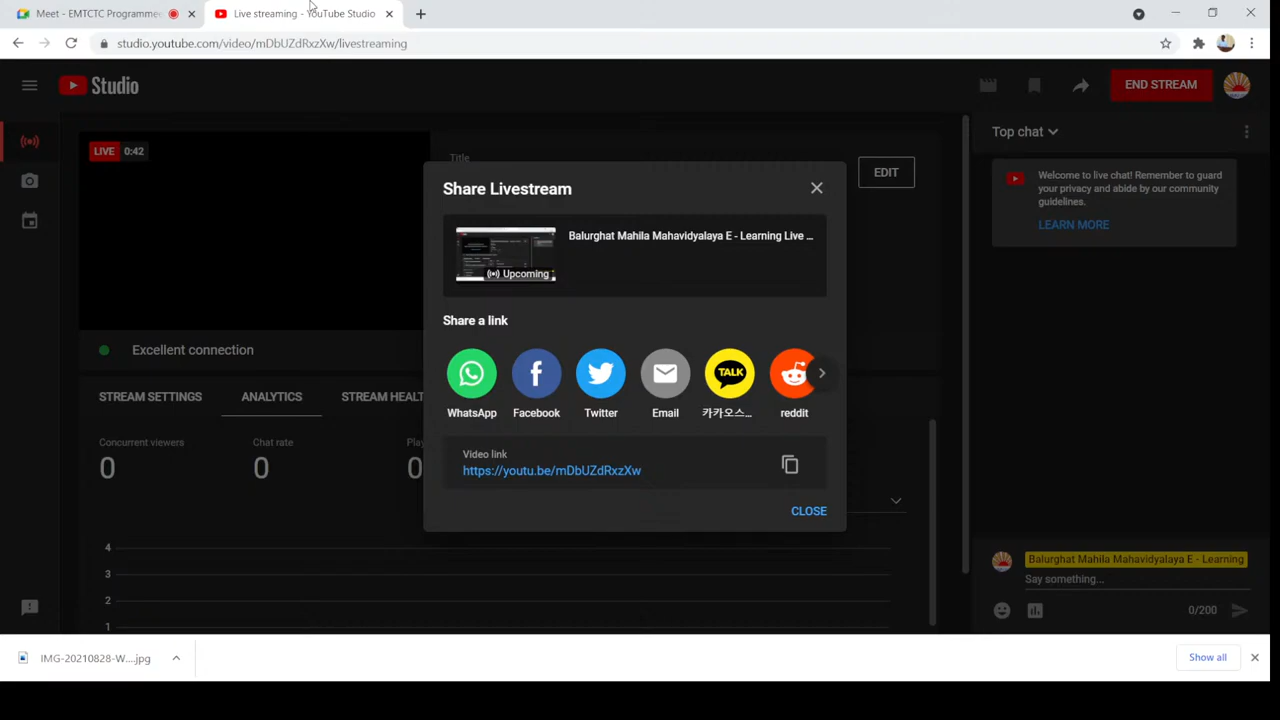 Meet - EMTCTC Programme
Live streaming - YouTube Studio
studio.youtube.com/video/mDbUZdRxzXw/livestreaming
Studio
END STREAM
LIVE 0:42
Title
EDIT
Top chat
Welcome to live chat! Remember to guard
your privacy and abide by our community
guidelines.
LEARN MORE
Share Livestream
Balurghat Mahila Mahavidyalaya E - Learning Live ...
Upcoming
Share a link
TALK
WhatsApp
Facebook
Twitter
Email
카카오스...
reddit
Video link
https://youtu.be/mDbUZdRxzXw
CLOSE
Excellent connection
STREAM SETTINGS
ANALYTICS
STREAM HEALT
Concurrent viewers
0
Chat rate
0
Play
0
4
3
2
1
Balurghat Mahila Mahavidyalaya E - Learning
Say something...
0/200
IMG-20210828-W....jpg
Show all